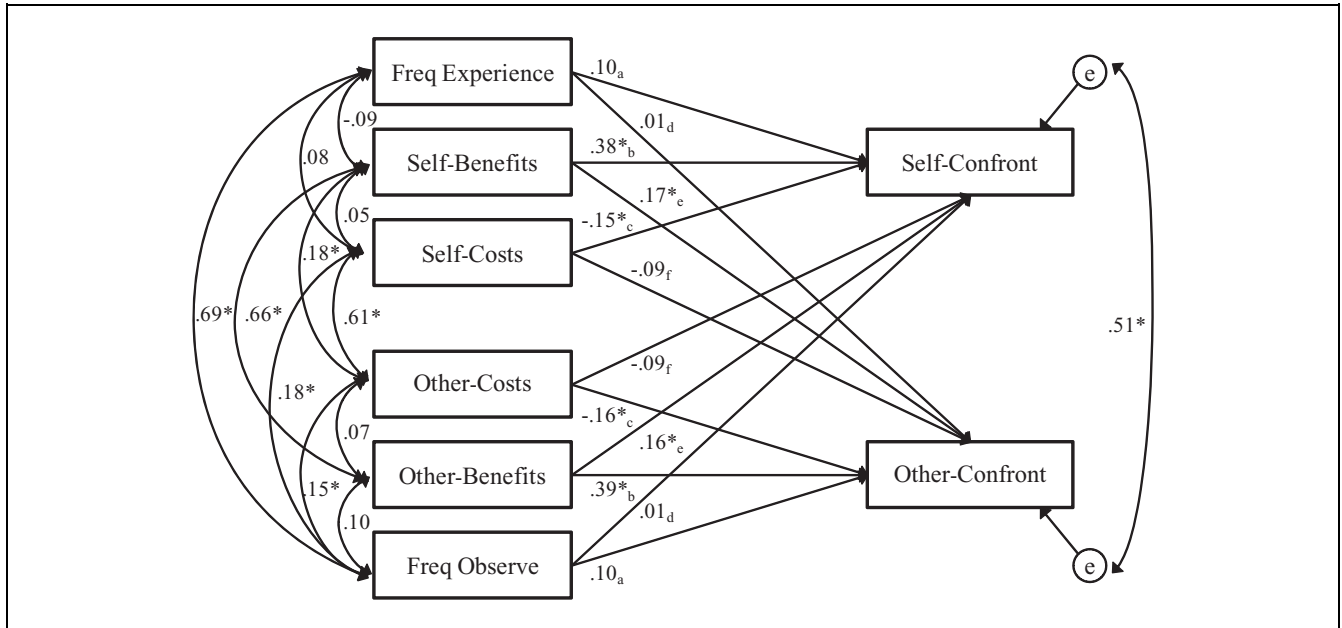 Freq Experience
.10a
e
-.09
.01d
Self-Benefits
.38*b
Self-Confront
.08
.05
.17*e
-.15*c
Self-Costs
.18*
-.09f
.69*
.66*
.61*
.51*
Other-Costs
-.09f
.18*
-.16*c
.07
.16*e
Other-Benefits
Other-Confront
.15*
.39*b
.10
.01d
Freq Observe
.10a
e